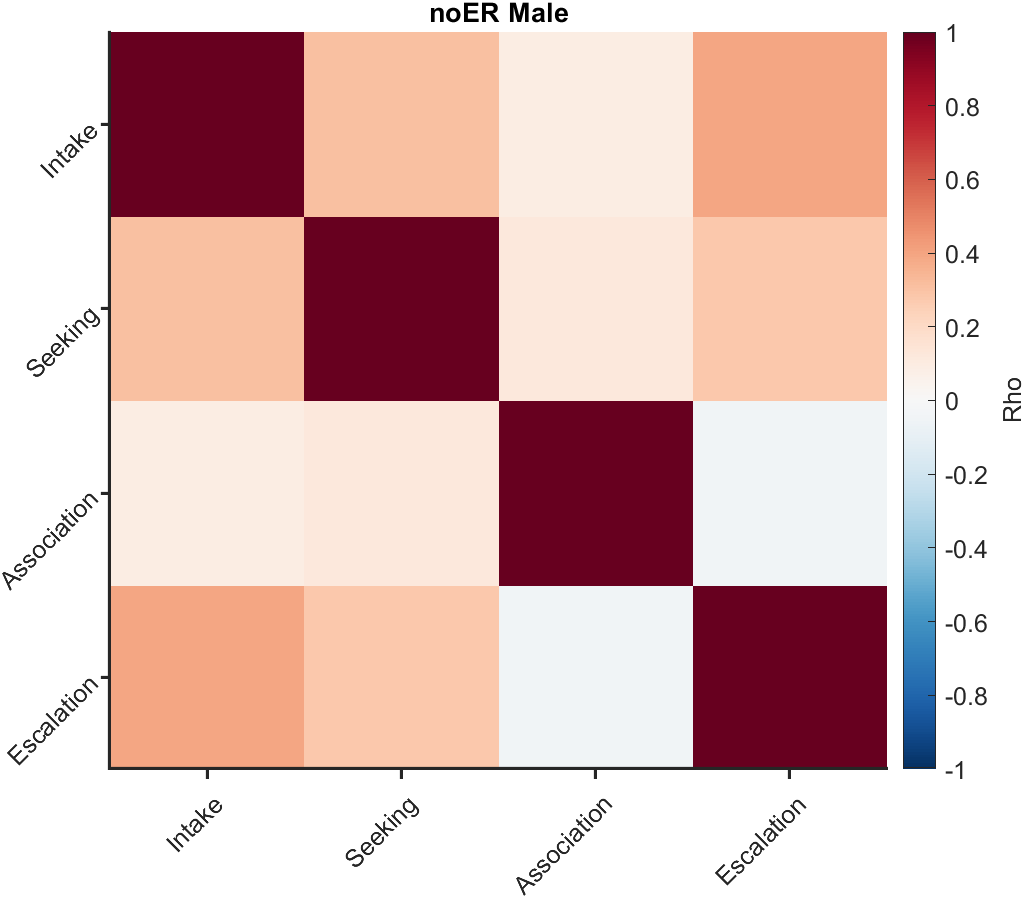 noER Male
Intake
Seeking
Association
Escalation
Intake
Seeking
Association
Escalation
1
0.8
0.6
0.4
0.2
0
-0.2
-0.4
-0.6
-0.8
-1
Rho